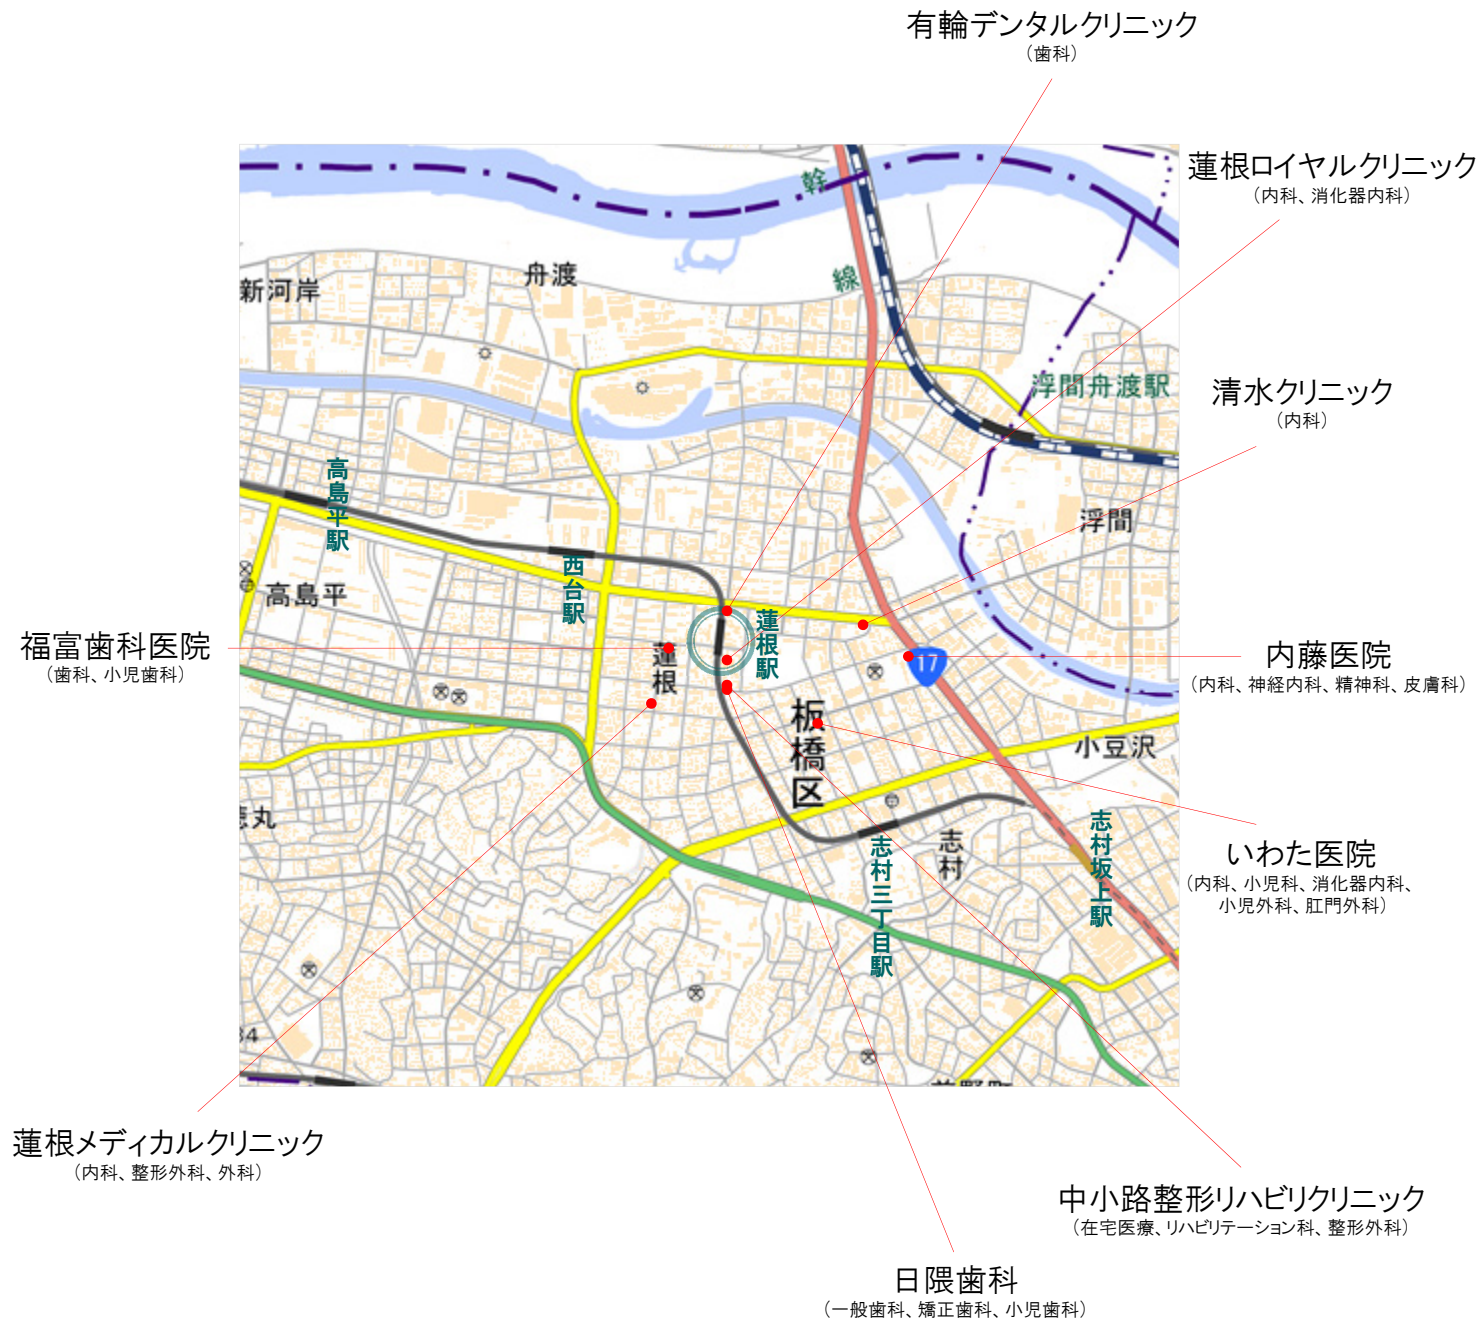 有輪デンタルクリニック
（歯科）
蓮根ロイヤルクリニック
（内科、消化器内科）
幹
線
舟渡
新河岸
浮間舟渡駅
清水クリニック
（内科）
高島平駅
浮間
西台駅
高島平
蓮根駅
福富歯科医院
（歯科、小児歯科）
蓮根
17
内藤医院
（内科、神経内科、精神科、皮膚科）
板橋区
小豆沢
志村坂上駅
志村
志村三丁目駅
いわた医院
（内科、小児科、消化器内科、
小児外科、肛門外科）
蓮根メディカルクリニック
（内科、整形外科、外科）
中小路整形リハビリクリニック
（在宅医療、リハビリテーション科、整形外科）
日隈歯科
（一般歯科、矯正歯科、小児歯科）